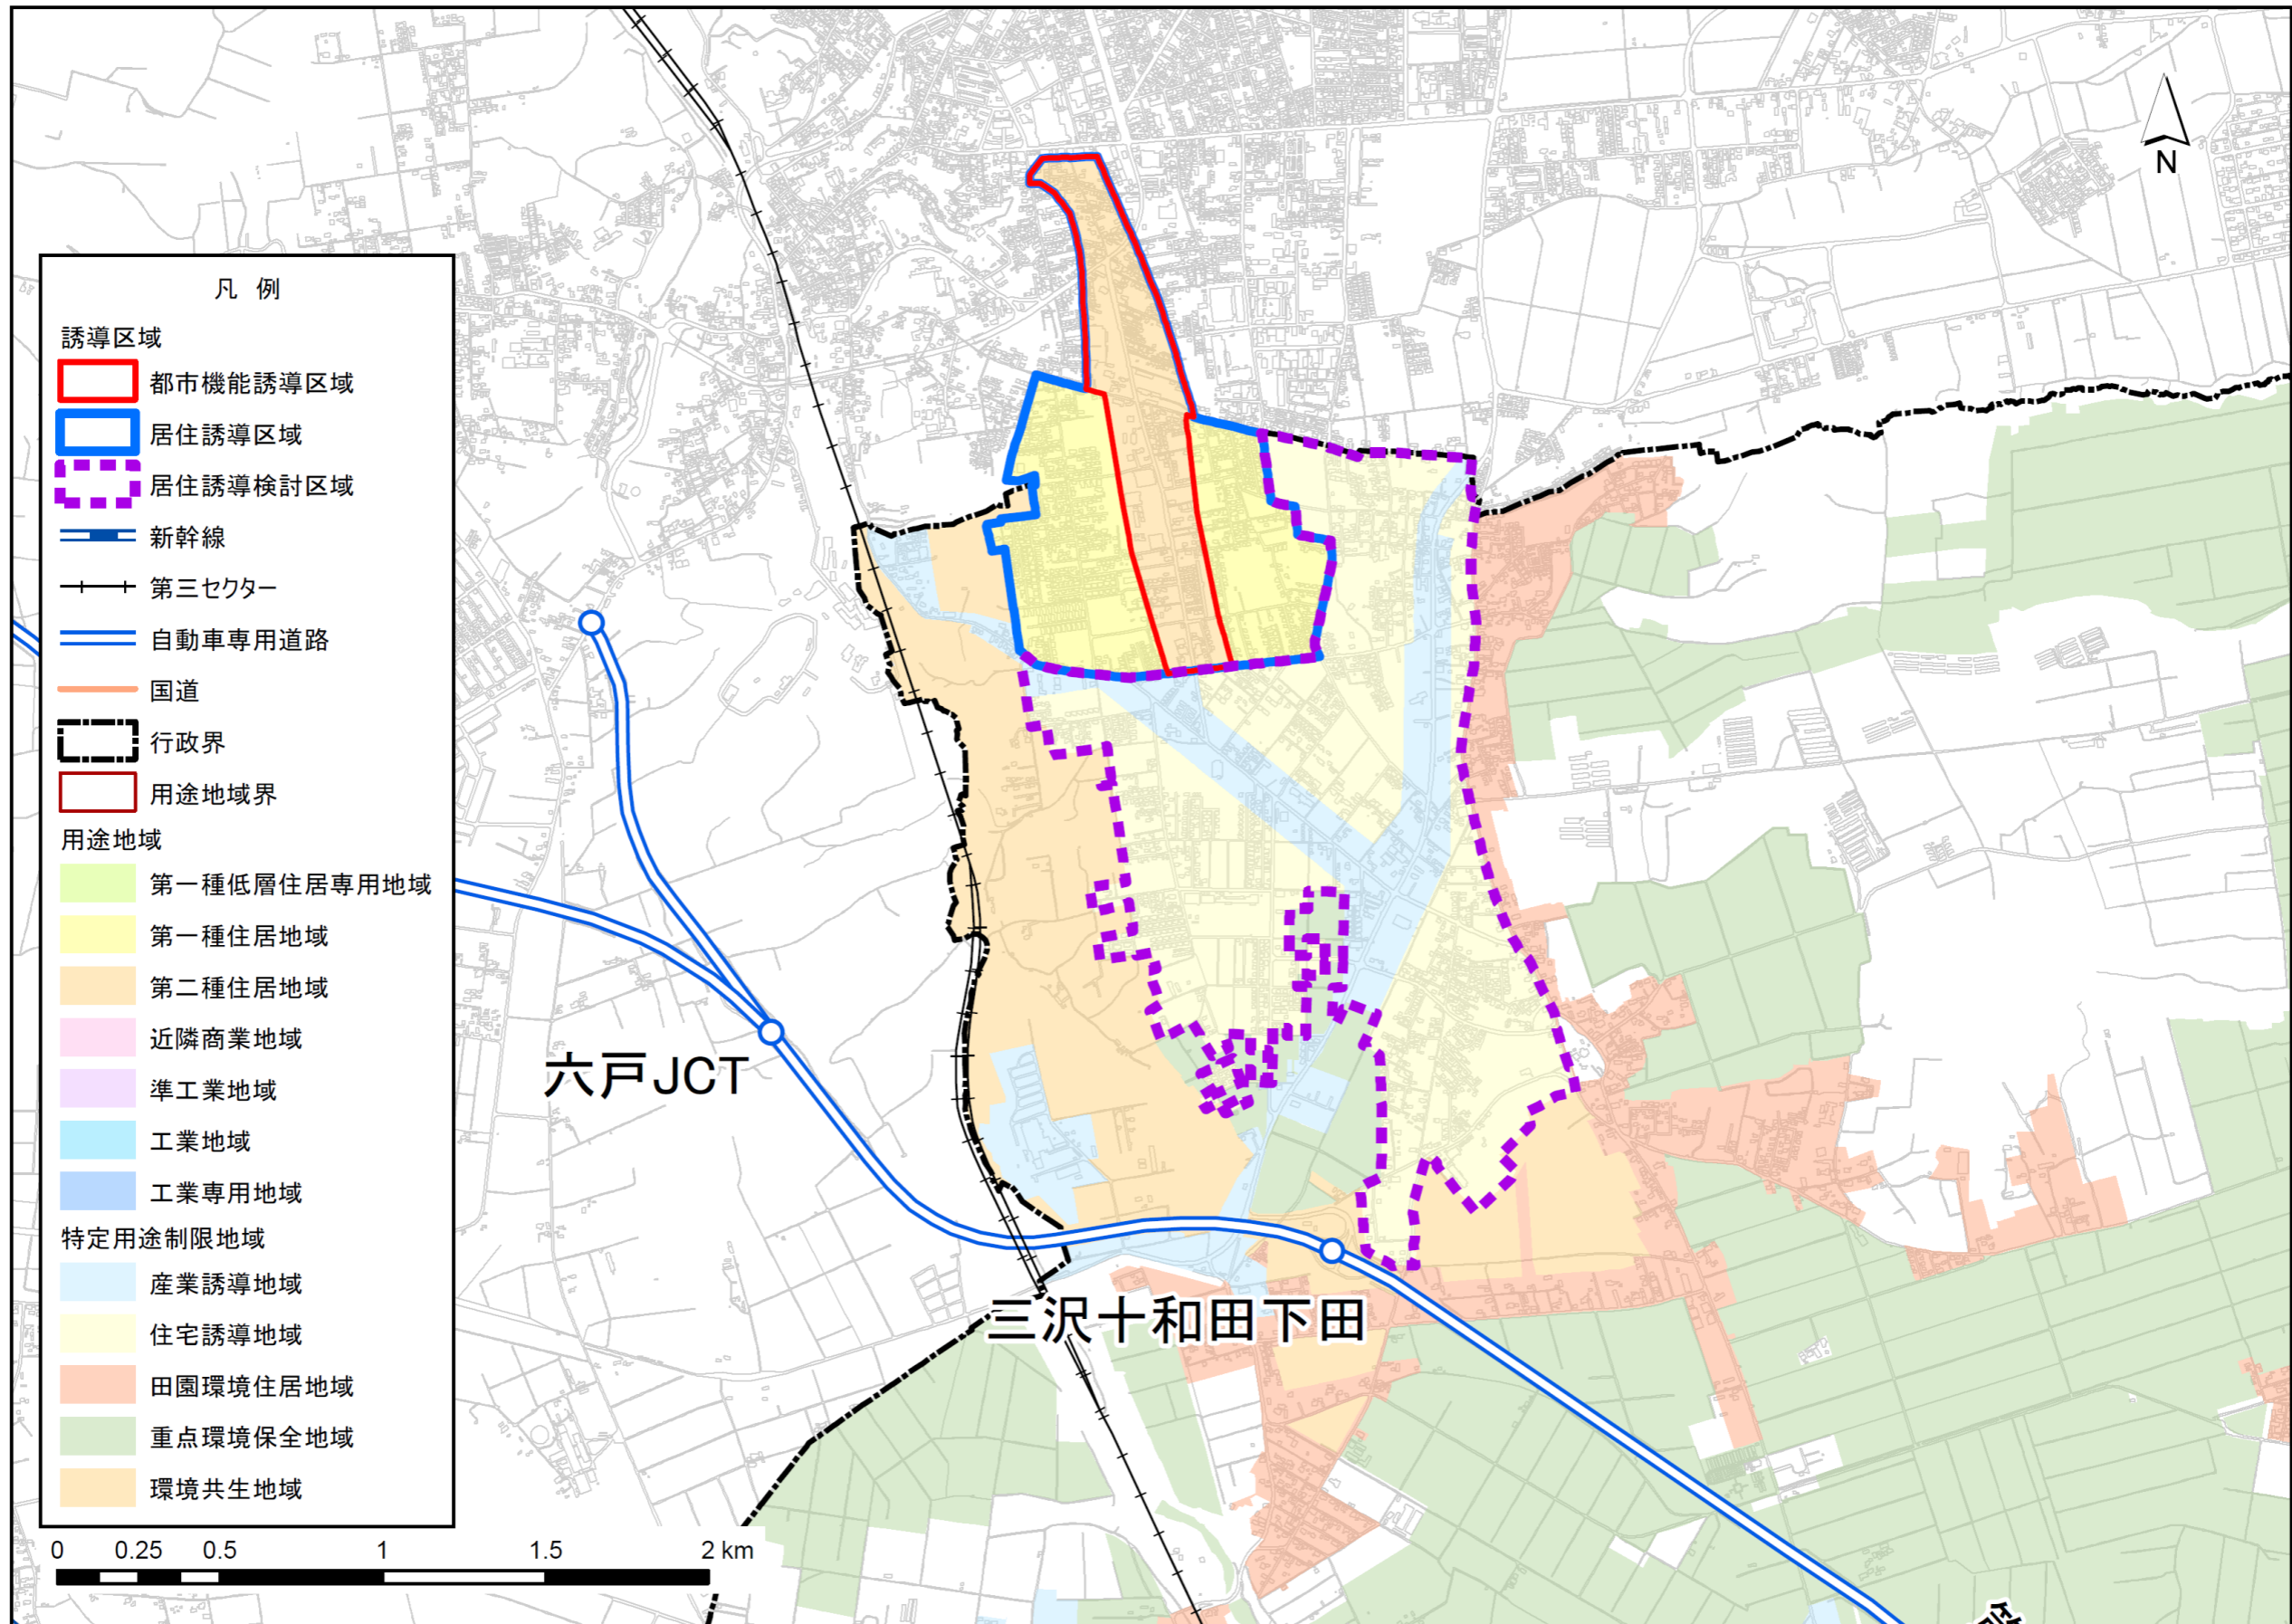 N
凡 例
誘導区域
都市機能誘導区域
居住誘導区域
居住誘導検討区域
新幹線
第三セクター
自動車専用道路
国道
行政界
用途地域界
用途地域
第一種低層住居専用地域
第一種住居地域
第二種住居地域
近隣商業地域
準工業地域
工業地域
工業専用地域
特定用途制限地域
産業誘導地域
住宅誘導地域
田園環境住居地域
重点環境保全地域
環境共生地域
六戸JCT
三沢十和田下田
0 0.25 0.5 1 1.5 2 km